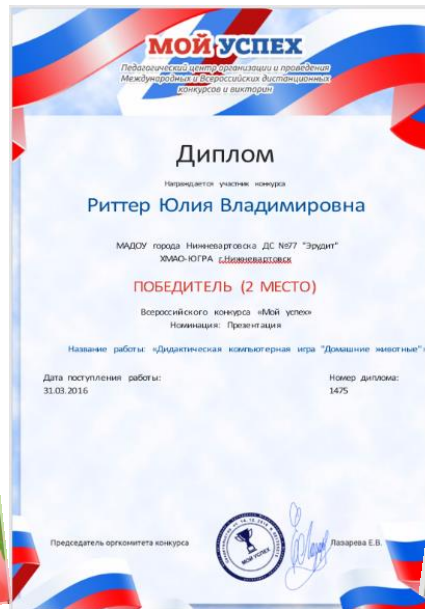 МОЙ УСПЕХ
Педагогический центр организации и проведения
Международных и Всероссийских дистанционных
конкурсов и викторин
Диплом
Награждается участник конкурса
Риттер Юлия Владимировна
МАДОУ города Нижневартовска ДС №77 "Эрудит"
ХМАО-ЮГРА г.Нижневартовск
ПОБЕДИТЕЛЬ (2 МЕСТО)
Всероссийского конкурса «Мой успех»
Номинация: Презентация
Название работы: «Дидактическая компьютерная игра "Домашние животные"»
Дата поступления работы:
31.03.2016
Номер диплома:
1475
Председатель оргкомитета конкурса
МОЙ УСПЕХ
Лазарева Е.В.